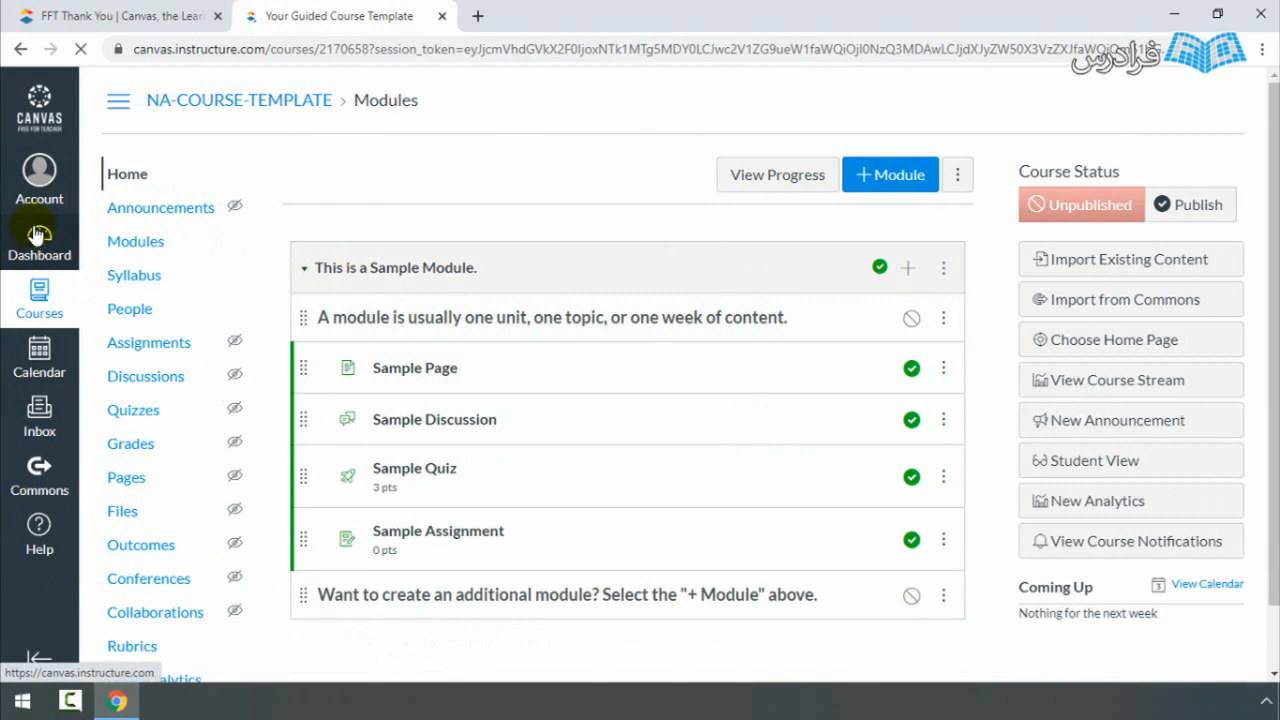 FFT Thank You | Canvas, the Lear
Your Guided Course Template
canvas.instructure.com/courses/2170658?session_token=
فرادرس
CANVAS
FREE FOR TEACHER
Account
Dashboard
Courses
Calendar
Inbox
Commons
Help
NA-COURSE-TEMPLATE › Modules
Home
Announcements
Modules
Syllabus
People
Assignments
Discussions
Quizzes
Grades
Pages
Files
Outcomes
Conferences
Collaborations
Rubrics
View Progress
+ Module
This is a Sample Module.
A module is usually one unit, one topic, or one week of content.
Sample Page
Sample Discussion
Sample Quiz
3 pts
Sample Assignment
0 pts
Want to create an additional module? Select the "+ Module" above.
Course Status
Unpublished
Publish
Import Existing Content
Import from Commons
Choose Home Page
View Course Stream
New Announcement
Student View
New Analytics
View Course Notifications
Coming Up
View Calendar
Nothing for the next week
https://canvas.instructure.com